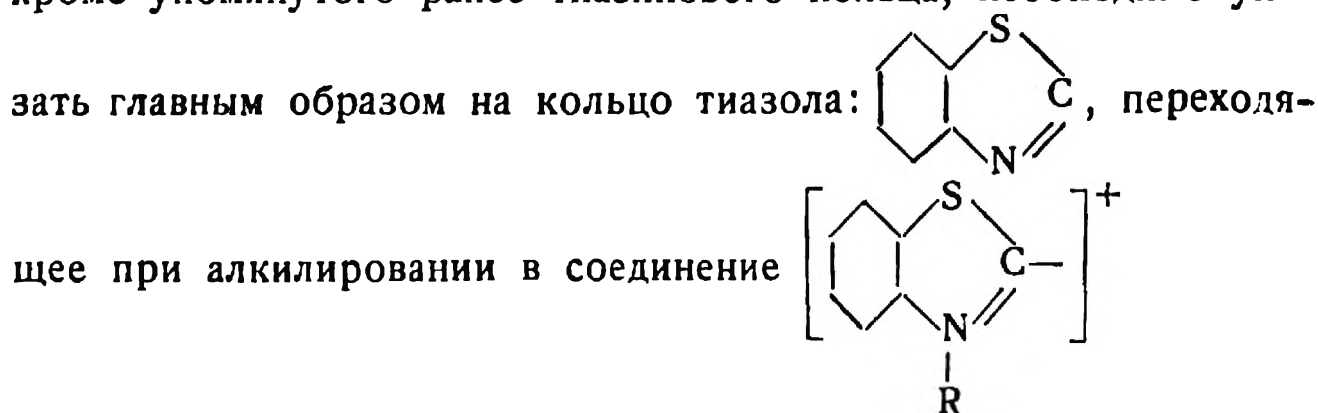 зать главным образом на кольцо тиазола: S C N, переходя-
щее при алкилировании в соединение [S C— N R]+